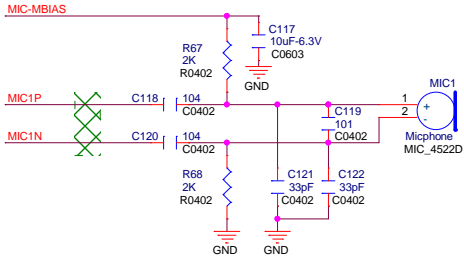 MIC-MBIAS
C117
10uF-6.3V
C0603
GND
R67
2K
R0402
MIC1P
C118
104
C0402
MIC1N
C120
104
C0402
C119
101
C0402
1
2
MIC1
+
-
Micphone
MIC_4522D
R68
2K
R0402
C121
33pF
C0402
C122
33pF
C0402
GND
GND